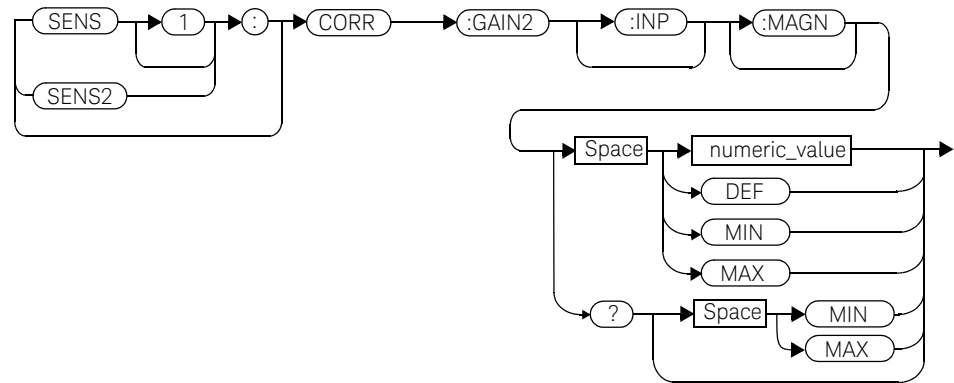 SENS 1 : CORR :GAIN2 :INP :MAGN
SENS2
Space numeric_value
DEF
MIN
MAX
? Space MIN
MAX